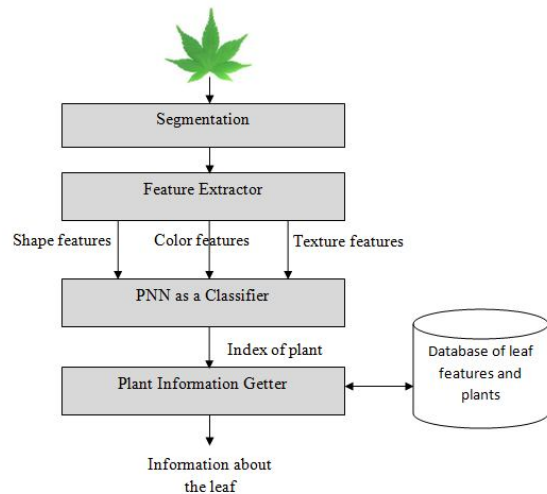 Segmentation
Feature Extractor
Shape features
Color features
Texture features
PNN as a Classifier
Index of plant
Plant Information Getter
Database of leaf
features and
plants
Information about
the leaf